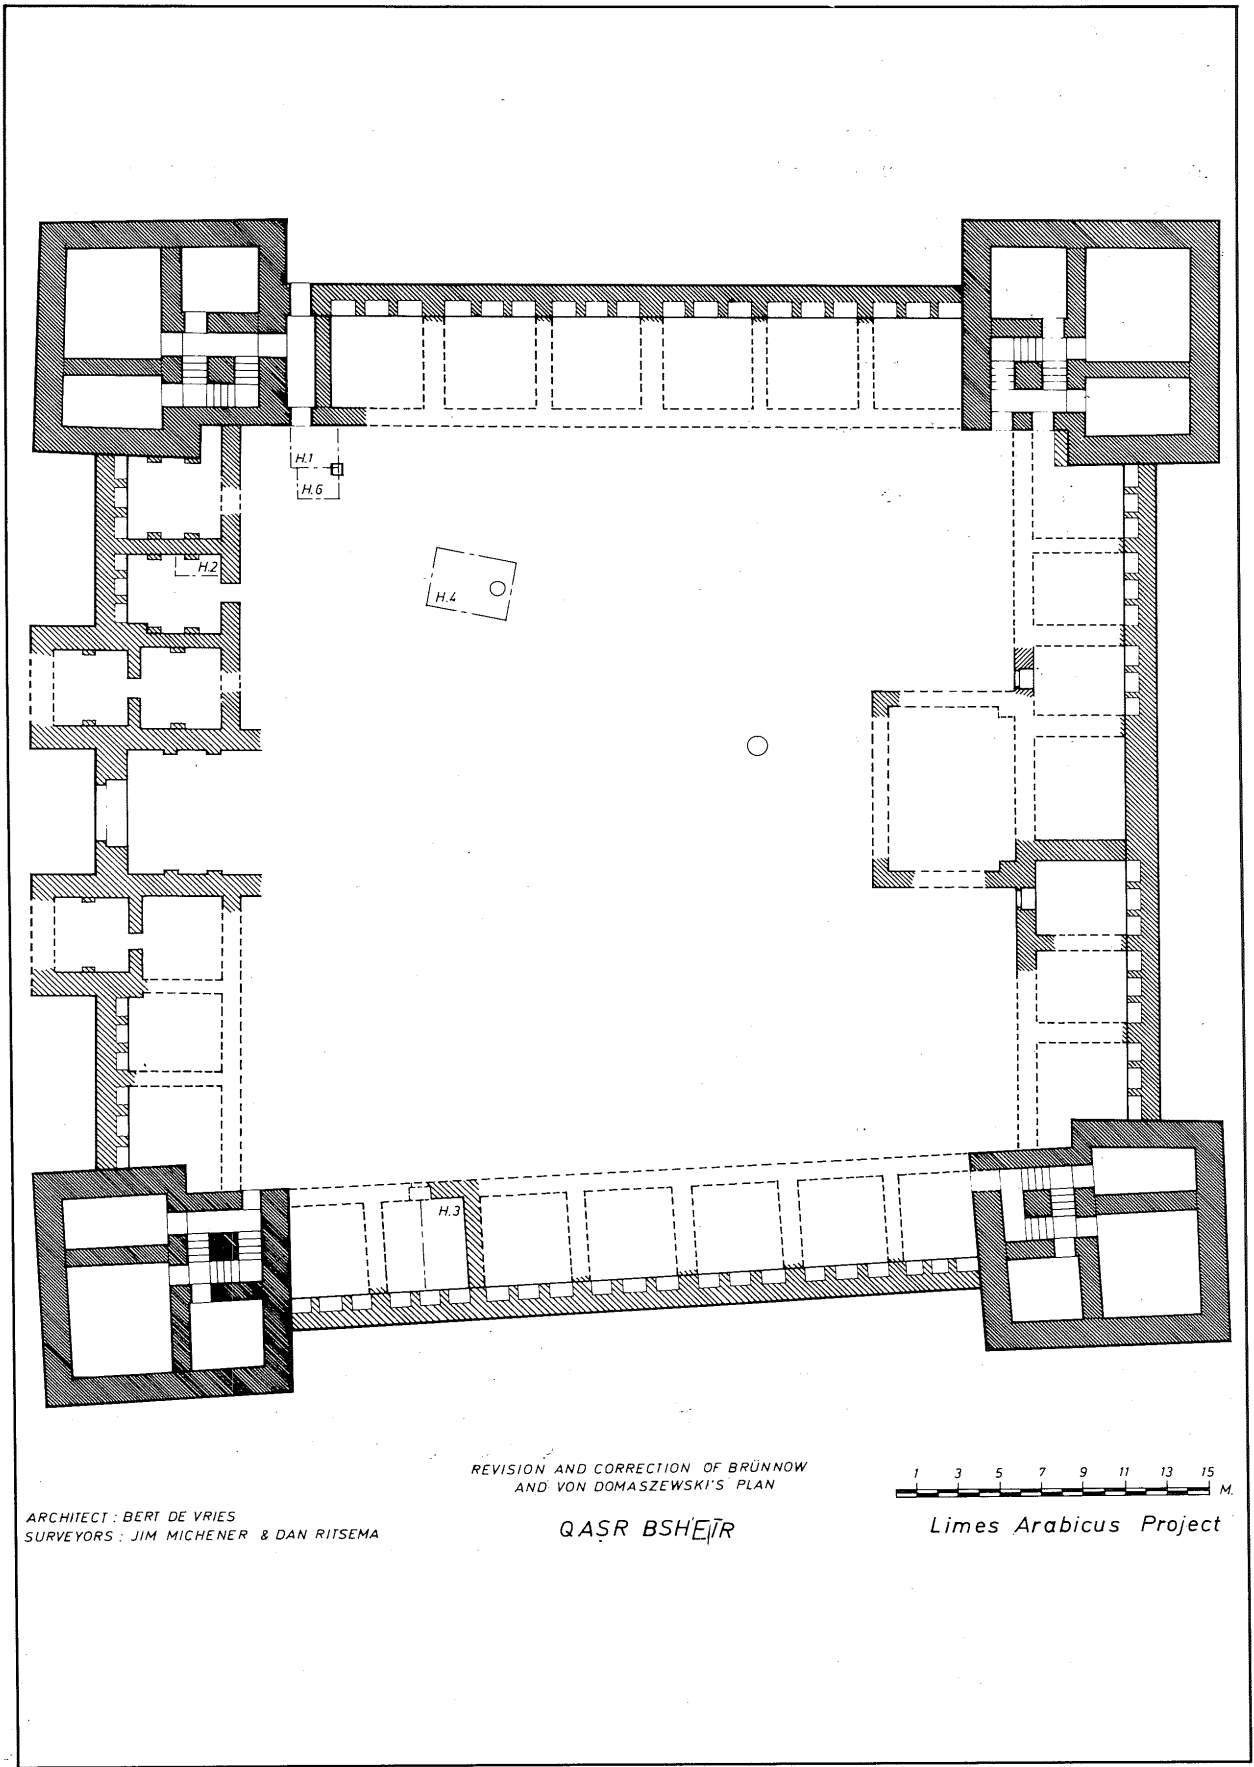 H.1
H.6
H.2
H.4
H.3
REVISION AND CORRECTION OF BRÜNNOW
AND VON DOMASZEWSKI'S PLAN
QASR BSHEIR
ARCHITECT : BERT DE VRIES
SURVEYORS : JIM MICHENER & DAN RITSEMA
1 3 5 7 9 11 13 15
M.
Limes Arabicus Project